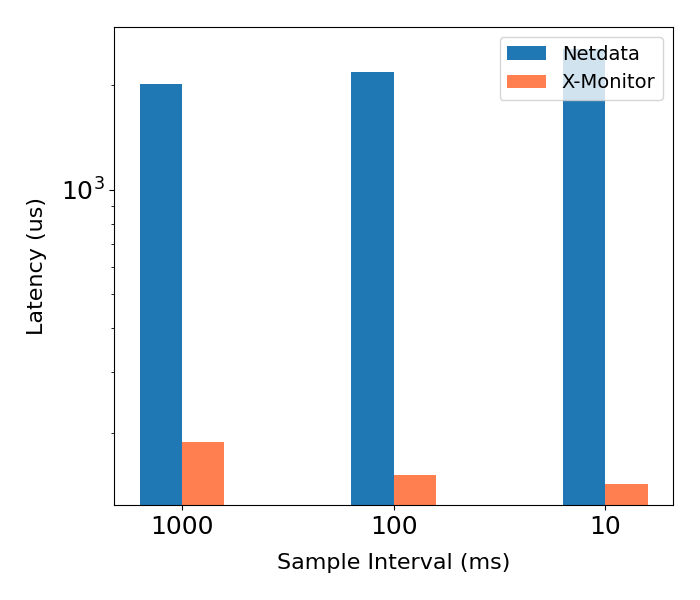 Netdata
X-Monitor
10³
Latency (us)
1000 100 10
Sample Interval (ms)